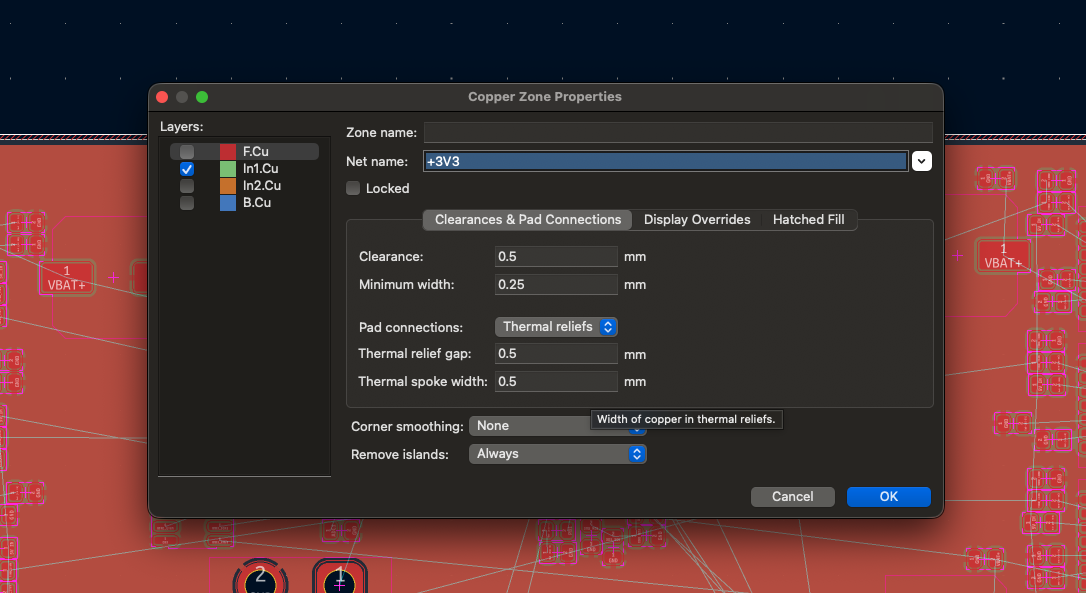 Copper Zone Properties
Layers:
F.Cu
In1.Cu
In2.Cu
B.Cu
Zone name:
Net name: +3V3
Locked
Clearances & Pad Connections Display Overrides Hatched Fill
Clearance: 0.5 mm
Minimum width: 0.25 mm
Pad connections: Thermal reliefs
Thermal relief gap: 0.5 mm
Thermal spoke width: 0.5 mm
Width of copper in thermal reliefs.
Corner smoothing: None
Remove islands: Always
Cancel OK
1
VBAT+
1
VBAT+
2
1